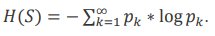 H(S) = − ∑_{k=1}^{∞} p_k * log p_k.